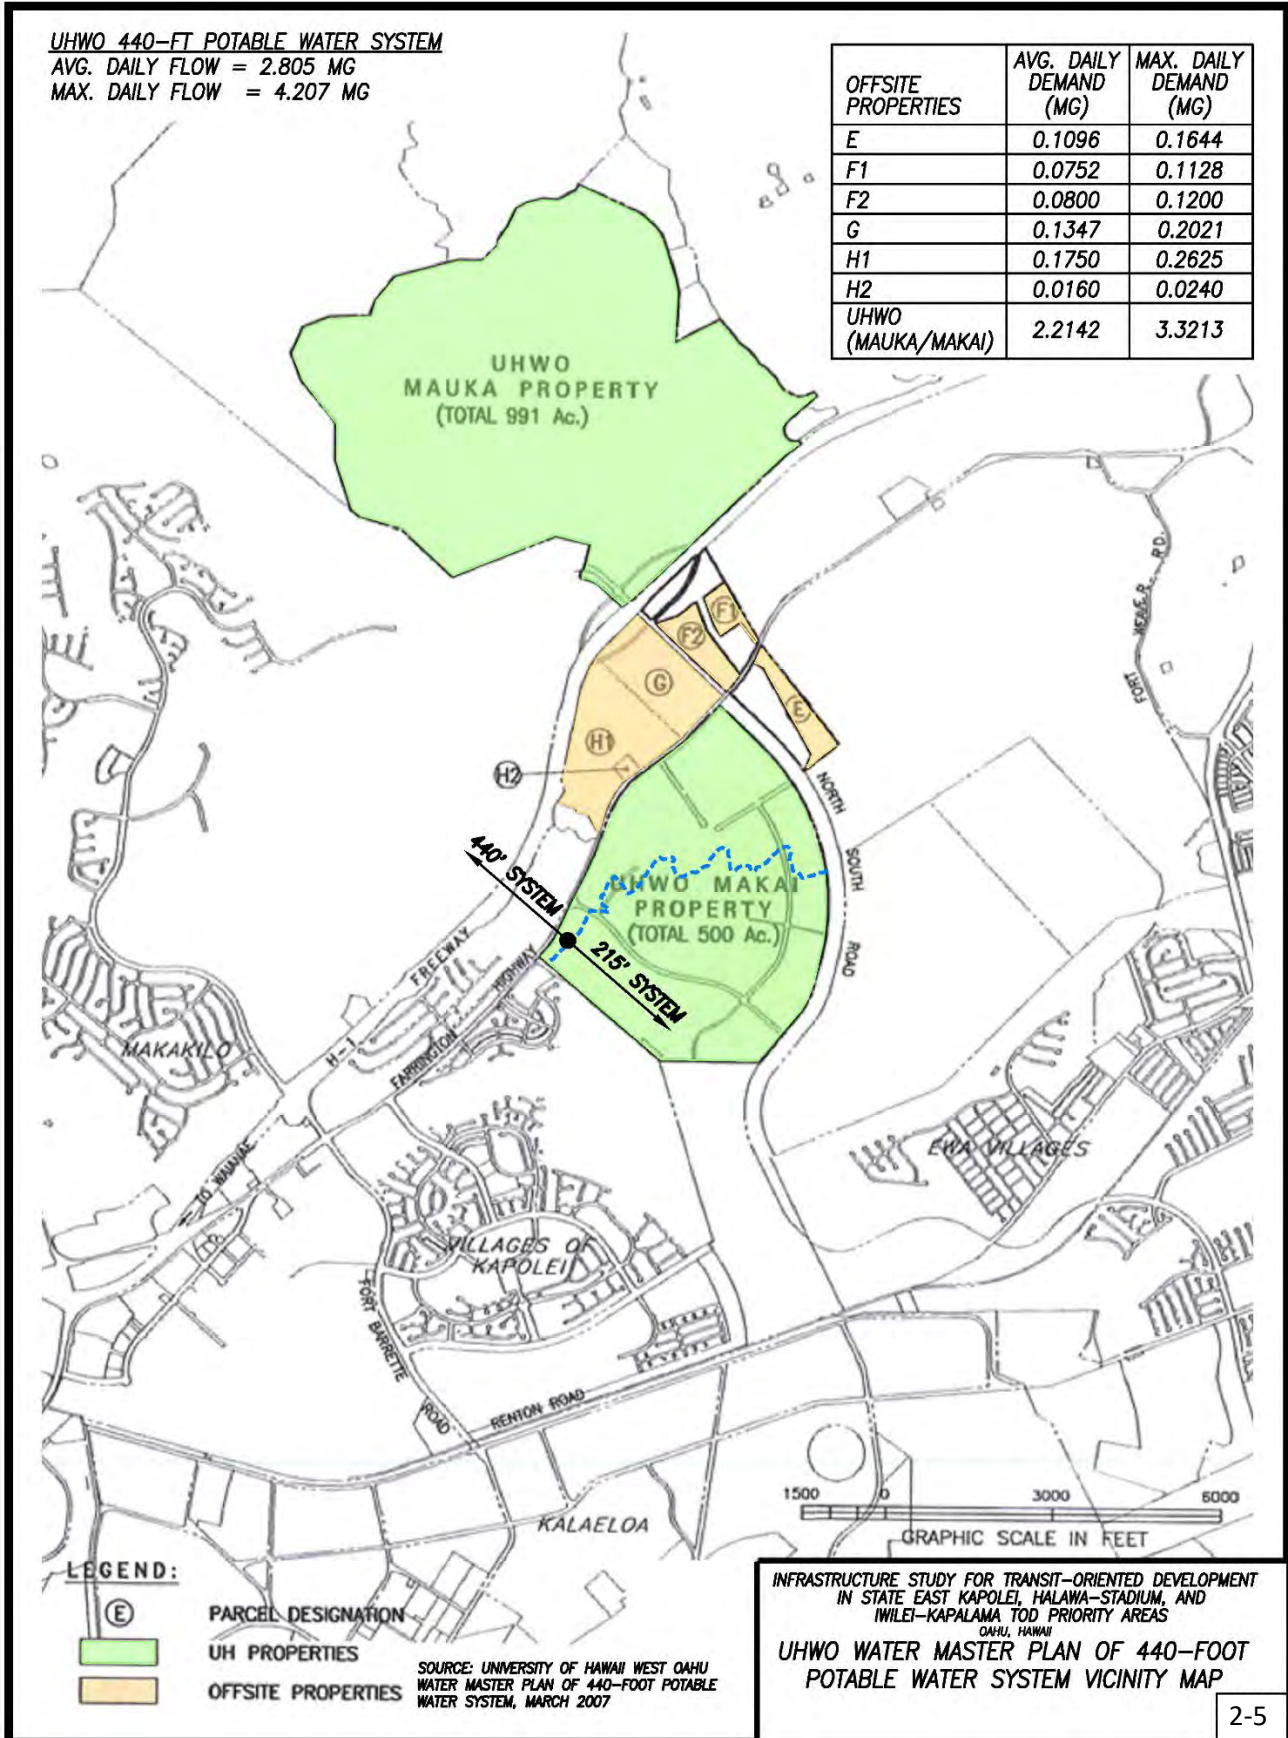 UHWO 440-FT POTABLE WATER SYSTEM
AVG. DAILY FLOW = 2.805 MG
MAX. DAILY FLOW = 4.207 MG
OFFSITE PROPERTIES AVG. DAILY DEMAND (MG) MAX. DAILY DEMAND (MG)
E 0.1096 0.1644
F1 0.0752 0.1128
F2 0.0800 0.1200
G 0.1347 0.2021
H1 0.1750 0.2625
H2 0.0160 0.0240
UHWO (MAUKA/MAKAI) 2.2142 3.3213
UHWO
MAUKA PROPERTY
(TOTAL 991 Ac.)
FORT WEAVER RD.
F1
F2
G
E
H1
H2
NORTH SOUTH ROAD
440' SYSTEM
UHWO MAKAI
PROPERTY
(TOTAL 500 Ac.)
215' SYSTEM
H-1 FREEWAY
FARRINGTON HIGHWAY
MAKAKILO
TO WAIANAE
EWA VILLAGES
VILLAGES OF
KAPOLEI
FORT BARRETTE ROAD
RENTON ROAD
KALAELOA
1500 0 3000 6000
GRAPHIC SCALE IN FEET
LEGEND:
E PARCEL DESIGNATION
UH PROPERTIES
OFFSITE PROPERTIES
SOURCE: UNIVERSITY OF HAWAII WEST OAHU
WATER MASTER PLAN OF 440-FOOT POTABLE
WATER SYSTEM, MARCH 2007
INFRASTRUCTURE STUDY FOR TRANSIT-ORIENTED DEVELOPMENT
IN STATE EAST KAPOLEI, HALAWA-STADIUM, AND
IWILEI-KAPALAMA TOD PRIORITY AREAS
OAHU, HAWAII
UHWO WATER MASTER PLAN OF 440-FOOT
POTABLE WATER SYSTEM VICINITY MAP
2-5